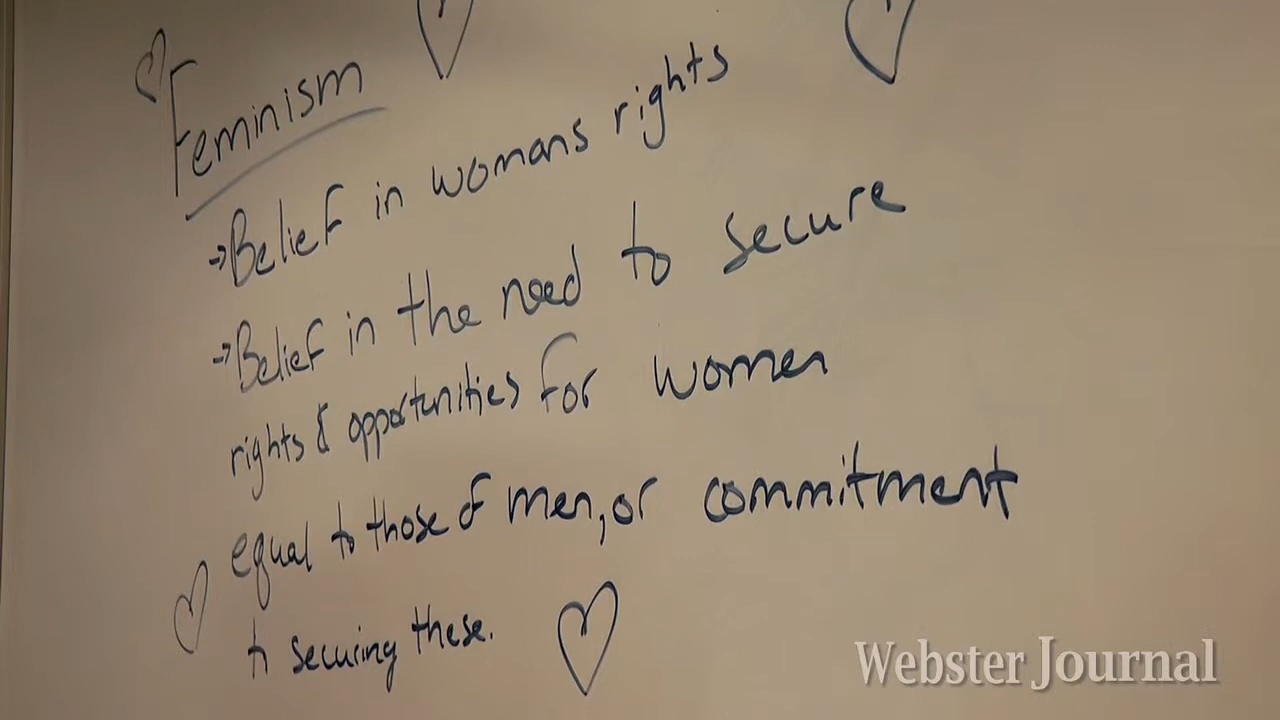 Feminism
→Belief in womans rights
→Belief in the need to secure
rights & opportunities for women
equal to those of men, or commitment
to securing these.
Webster Journal